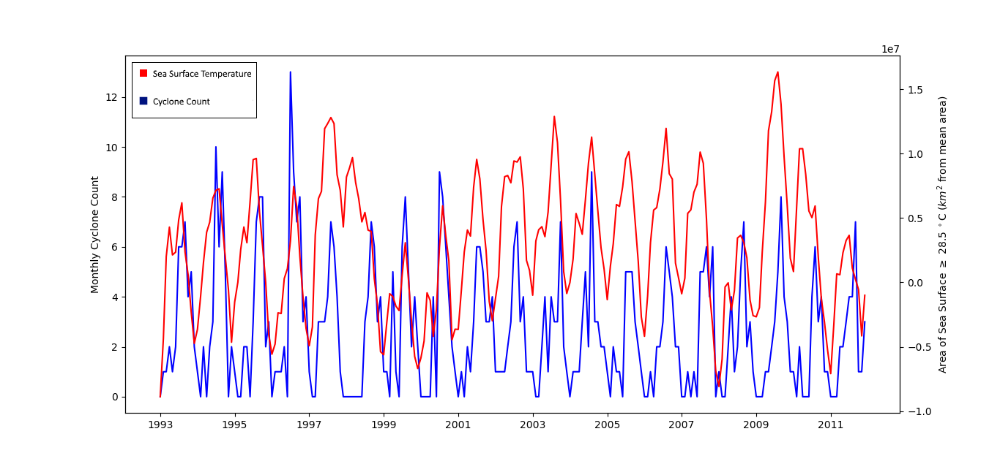 1e7
Sea Surface Temperature
Cyclone Count
Monthly Cyclone Count
12
10
8
6
4
2
0
1.5
1.0
0.5
0.0
−0.5
−1.0
Area of Sea Surface ≥ 28.5 °C (km² from mean area)
1993 1995 1997 1999 2001 2003 2005 2007 2009 2011